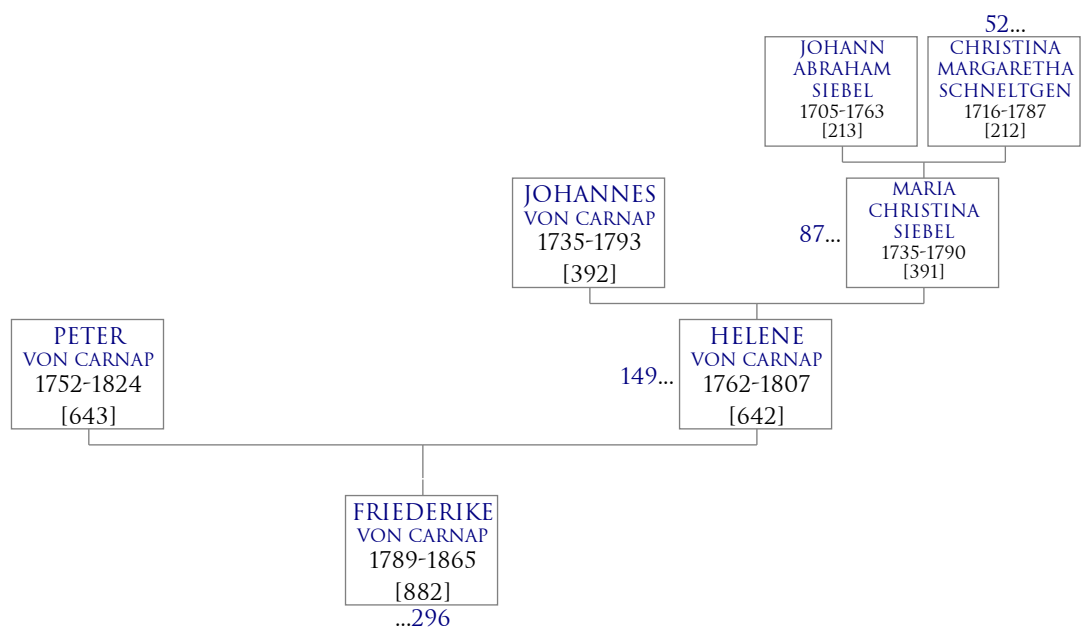 52...
JOHANN
ABRAHAM
SIEBEL
1705-1763
[213]
CHRISTINA
MARGARETHA
SCHNELTGEN
1716-1787
[212]
JOHANNES
VON CARNAP
1735-1793
[392]
87...
MARIA
CHRISTINA
SIEBEL
1735-1790
[391]
PETER
VON CARNAP
1752-1824
[643]
149...
HELENE
VON CARNAP
1762-1807
[642]
FRIEDERIKE
VON CARNAP
1789-1865
[882]
...296